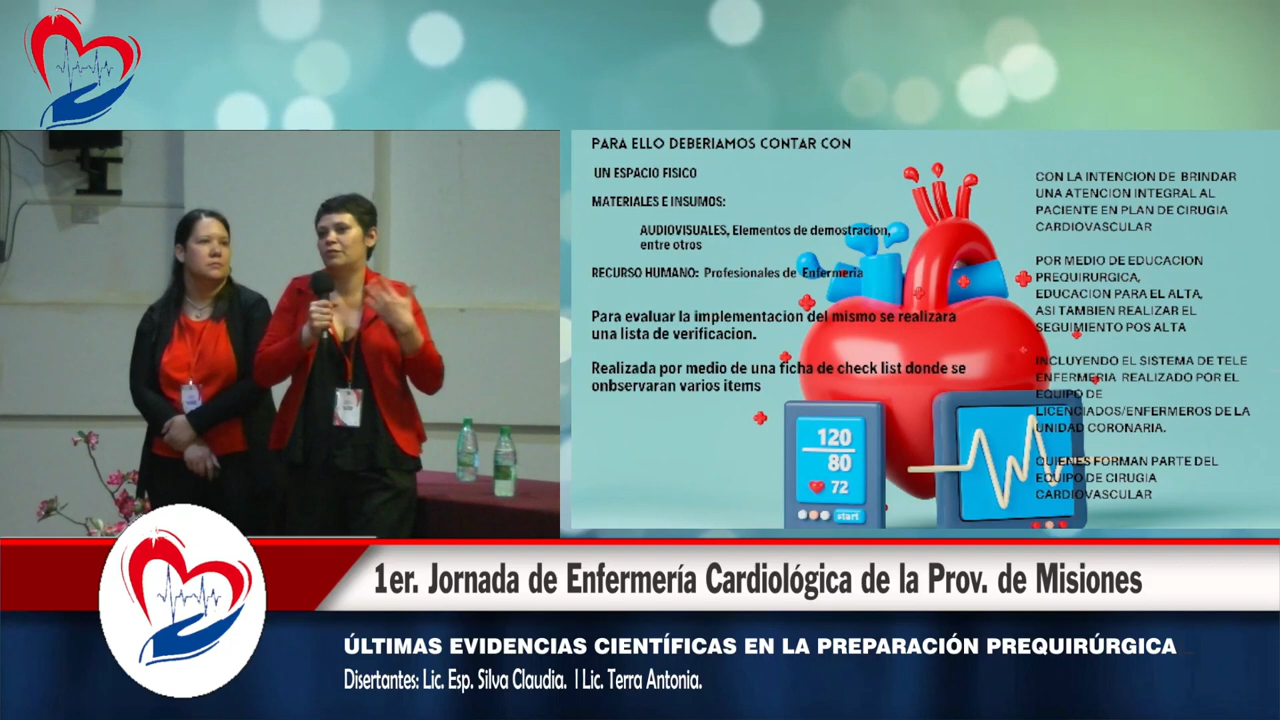 PARA ELLO DEBERIAMOS CONTAR CON
UN ESPACIO FISICO
MATERIALES E INSUMOS:
AUDIOVISUALES, Elementos de demostracion,
entre otros
RECURSO HUMANO: Profesionales de Enfermeria
Para evaluar la implementacion del mismo se realizara
una lista de verificacion.
Realizada por medio de una ficha de check list donde se
onbservaran varios items
CON LA INTENCION DE BRINDAR
UNA ATENCION INTEGRAL AL
PACIENTE EN PLAN DE CIRUGIA
CARDIOVASCULAR
POR MEDIO DE EDUCACION
PREQUIRURGICA,
EDUCACION PARA EL ALTA,
ASI TAMBIEN REALIZAR EL
SEGUIMIENTO POS ALTA
INCLUYENDO EL SISTEMA DE TELE
ENFERMERIA REALIZADO POR EL
EQUIPO DE
LICENCIADOS/ENFERMEROS DE LA
UNIDAD CORONARIA.
QUIENES FORMAN PARTE DEL
EQUIPO DE CIRUGIA
CARDIOVASCULAR
120
80
72
start
1er. Jornada de Enfermería Cardiológica de la Prov. de Misiones
ÚLTIMAS EVIDENCIAS CIENTÍFICAS EN LA PREPARACIÓN PREQUIRÚRGICA
Disertantes: Lic. Esp. Silva Claudia. I Lic. Terra Antonia.